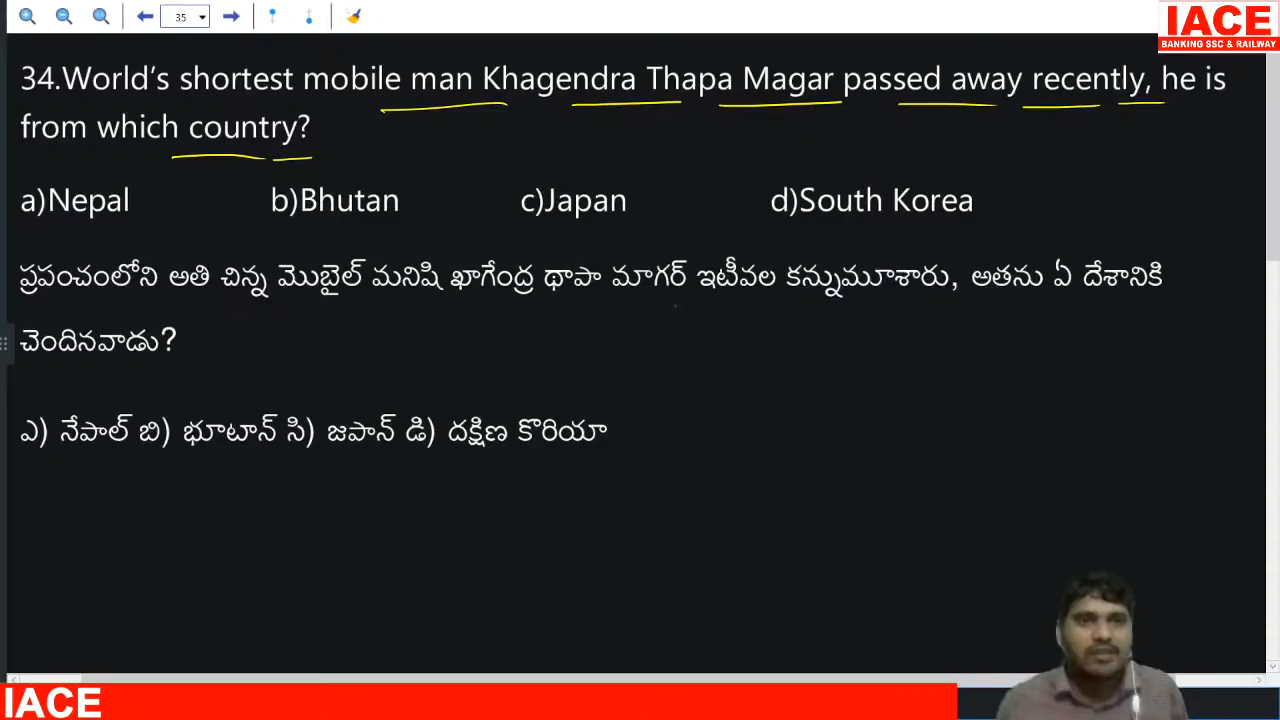 35
IACE
BANKING SSC & RAILWAY
34.World's shortest mobile man Khagendra Thapa Magar passed away recently, he is
from which country?
a)Nepal b)Bhutan c)Japan d)South Korea
ప్రపంచంలోని అతి చిన్న మొబైల్ మనిషి ఖాగేంద్ర థాపా మాగర్ ఇటీవల కన్నుమూశారు, అతను ఏ దేశానికి
చెందినవాడు?
ఎ) నేపాల్ బి) భూటాన్ సి) జపాన్ డి) దక్షిణ కొరియా
IACE